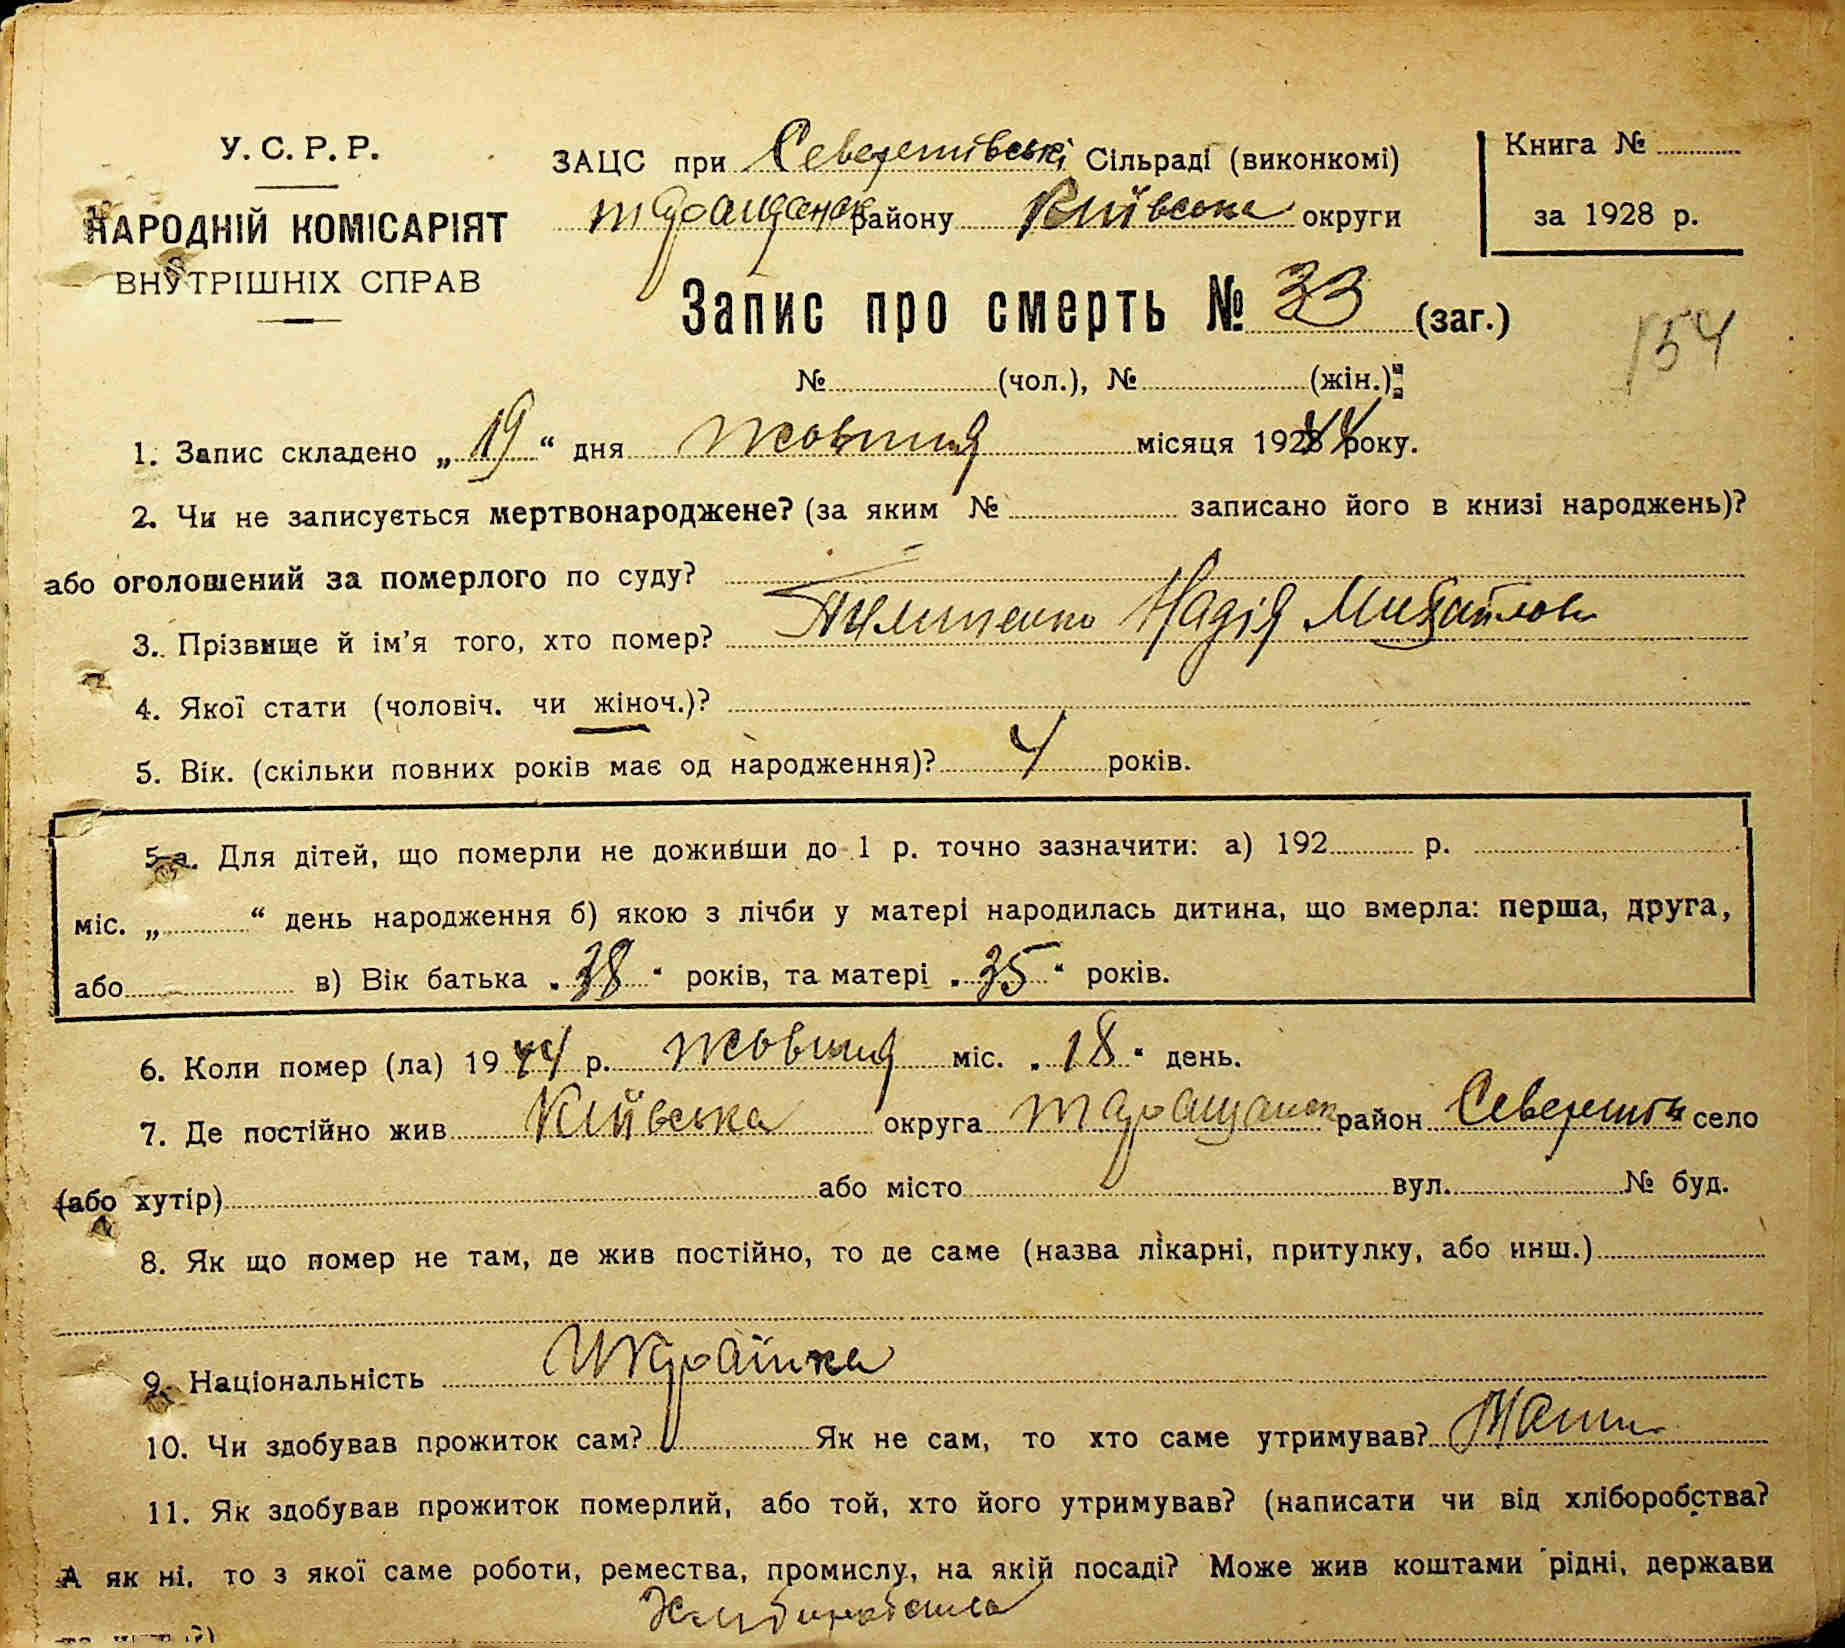 У. С. Р. Р.
НАРОДНІЙ КОМІСАРІЯТ
ВНУТРІШНІХ СПРАВ
ЗАЦС при Северенівські Сільраді (виконкомі)
Таращанск району Київська округи
Книга №
за 1928 р.
Запис про смерть № 33 (заг.)
154
№ (чол.), № (жін.):
1. Запис складено „ 19 “ дня жовтня місяця 1944 року.
2. Чи не записується мертвонароджене? (за яким № записано його в книзі народжень)?
або оголошений за померлого по суду?
3. Прізвище й ім’я того, хто помер? Надія Михайловн
4. Якої стати (чоловіч. чи жіноч.)?
5. Вік. (скільки повних років має од народження)? 4 років.
5-а. Для дітей, що померли не доживши до 1 р. точно зазначити: а) 192 р.
міс. „ “ день народження б) якою з лічби у матері народилась дитина, що вмерла: перша, друга,
або в) Вік батька „ 38 “ років, та матері „ 35 “ років.
6. Коли помер (ла) 1944 р. жовтня міс. „ 18 “ день.
7. Де постійно жив Київська округа Таращанск район село
(або хутір) або місто вул. № буд.
8. Як що помер не там, де жив постійно, то де саме (назва лікарні, притулку, або инш.)
9. Національність Українка
10. Чи здобував прожиток сам? Як не сам, то хто саме утримував? Мати
11. Як здобував прожиток померлий, або той, хто його утримував? (написати чи від хліборобства?
А як ні, то з якої саме роботи, ремества, промислу, на якій посаді? Може жив коштами рідні, держави